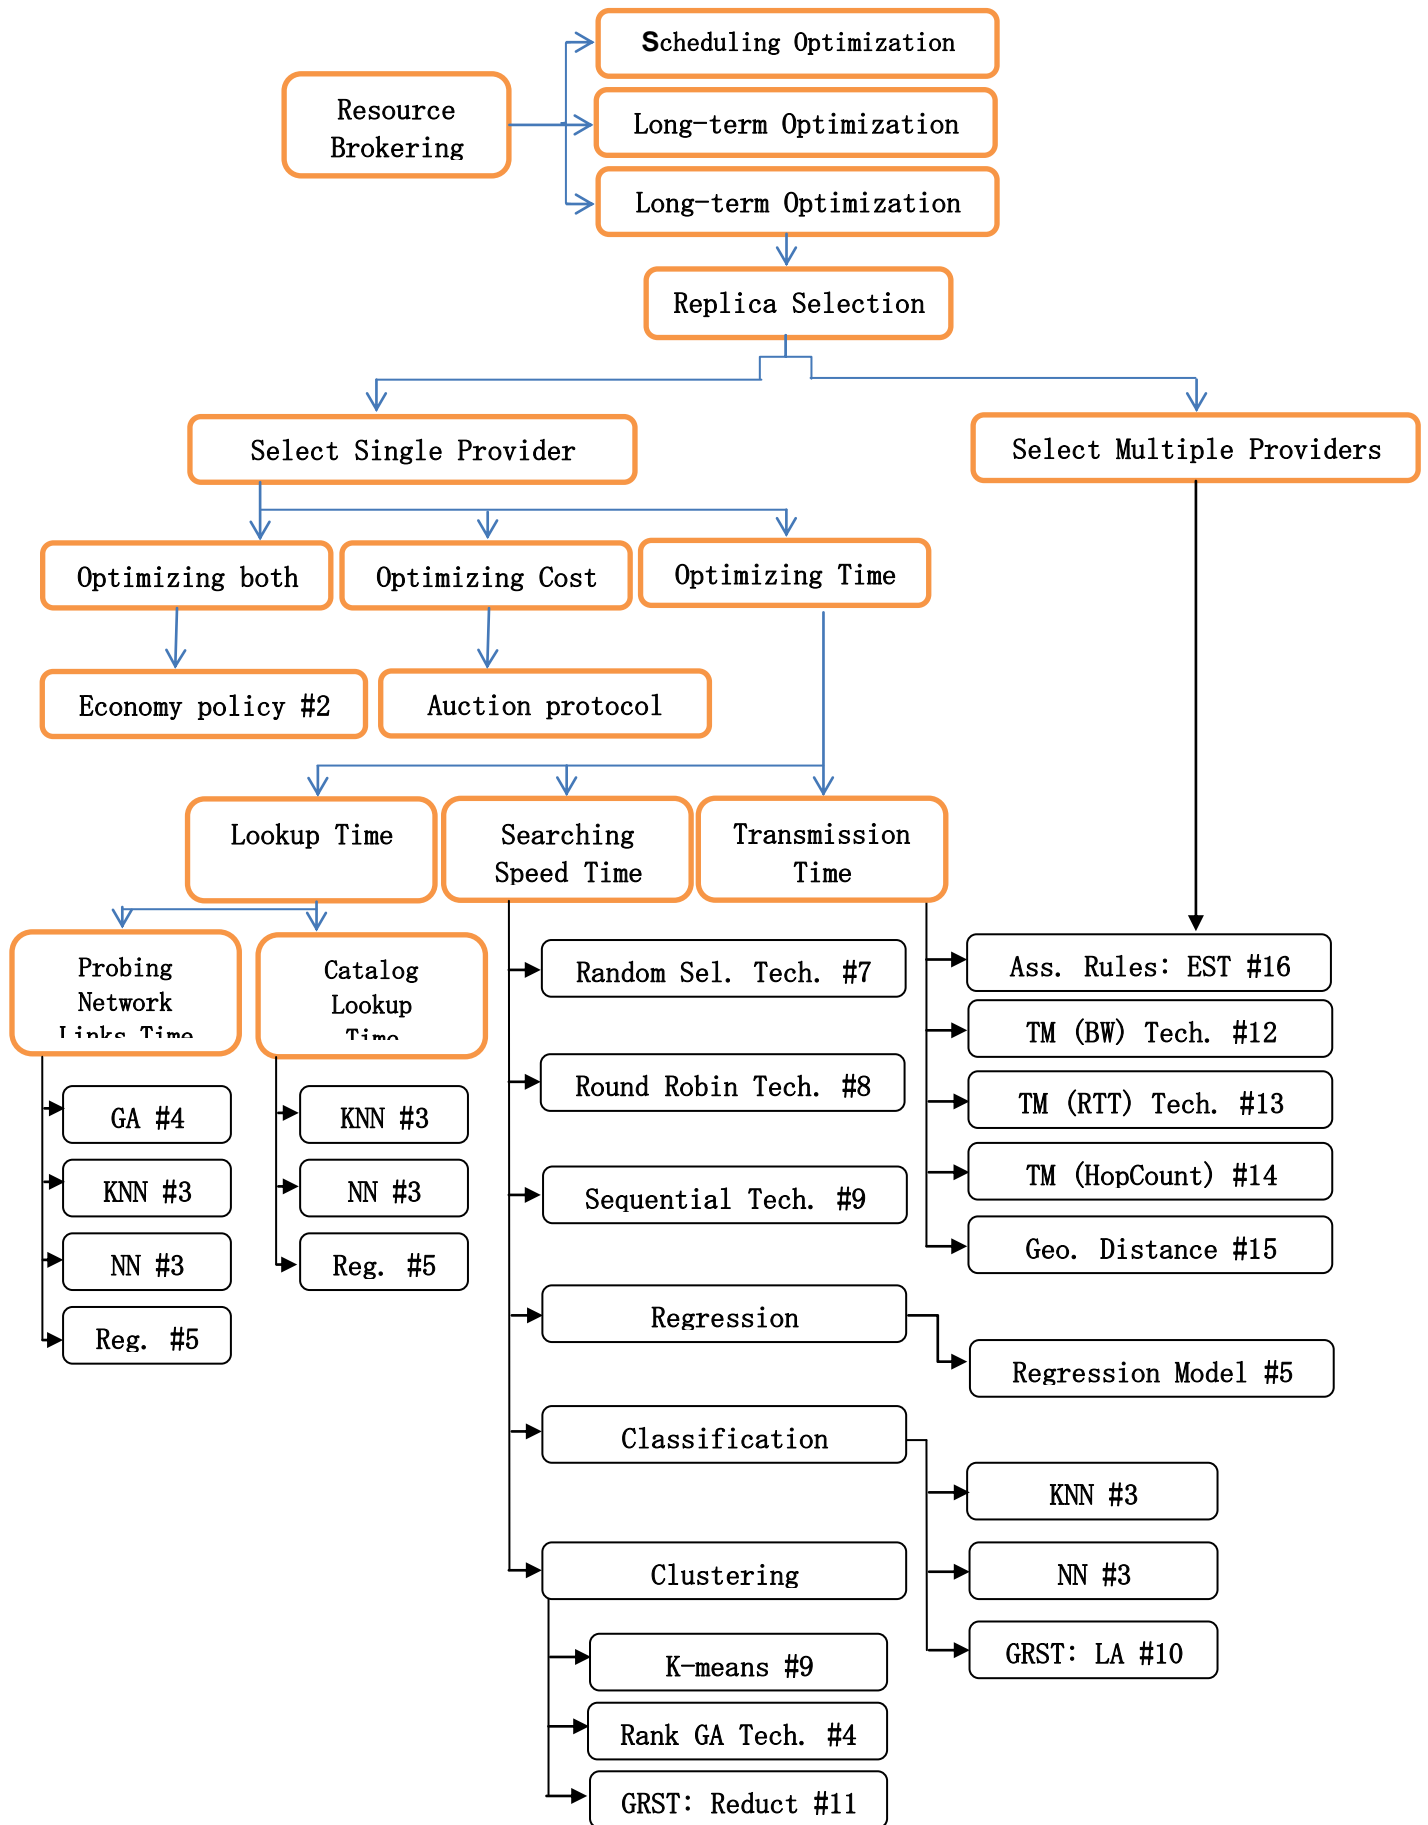 Scheduling Optimization
Resource
Brokering
Long-term Optimization
Long-term Optimization
Replica Selection
Select Single Provider
Select Multiple Providers
Optimizing both
Optimizing Cost
Optimizing Time
Economy policy #2
Auction protocol
Lookup Time
Searching
Speed Time
Transmission
Time
Probing
Network
Links Time
Catalog
Lookup
Time
Random Sel. Tech. #7
Round Robin Tech. #8
Sequential Tech. #9
Regression
Classification
Clustering
Ass. Rules: EST #16
TM (BW) Tech. #12
TM (RTT) Tech. #13
TM (HopCount) #14
Geo. Distance #15
GA #4
KNN #3
NN #3
Reg. #5
KNN #3
NN #3
Reg. #5
Regression Model #5
KNN #3
NN #3
GRST: LA #10
K-means #9
Rank GA Tech. #4
GRST: Reduct #11